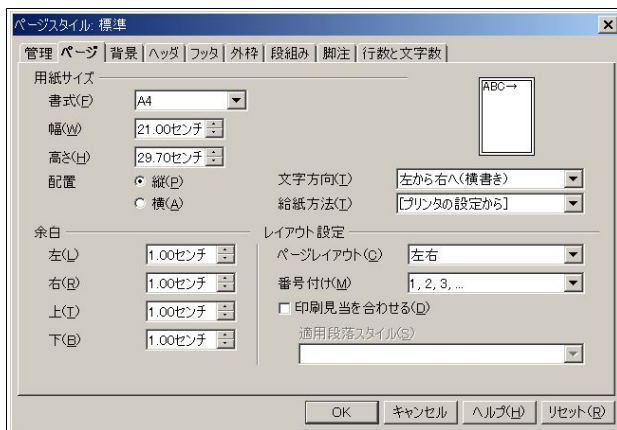 ページスタイル: 標準
管理 ページ 背景 ヘッダ フッタ 外枠 段組み 脚注 行数と文字数
用紙サイズ
書式(F) A4
ABC→
幅(W) 21.00センチ
高さ(H) 29.70センチ
配置 縦(P) 文字方向(T) 左から右へ(横書き)
横(A) 給紙方法(T) [プリンタの設定から]
余白 レイアウト設定
左(L) 1.00センチ ページレイアウト(C) 左右
右(R) 1.00センチ 番号付け(M) 1, 2, 3, ...
上(T) 1.00センチ 印刷見当を合わせる(D)
下(B) 1.00センチ 適用段落スタイル(S)
OK キャンセル ヘルプ(H) リセット(R)